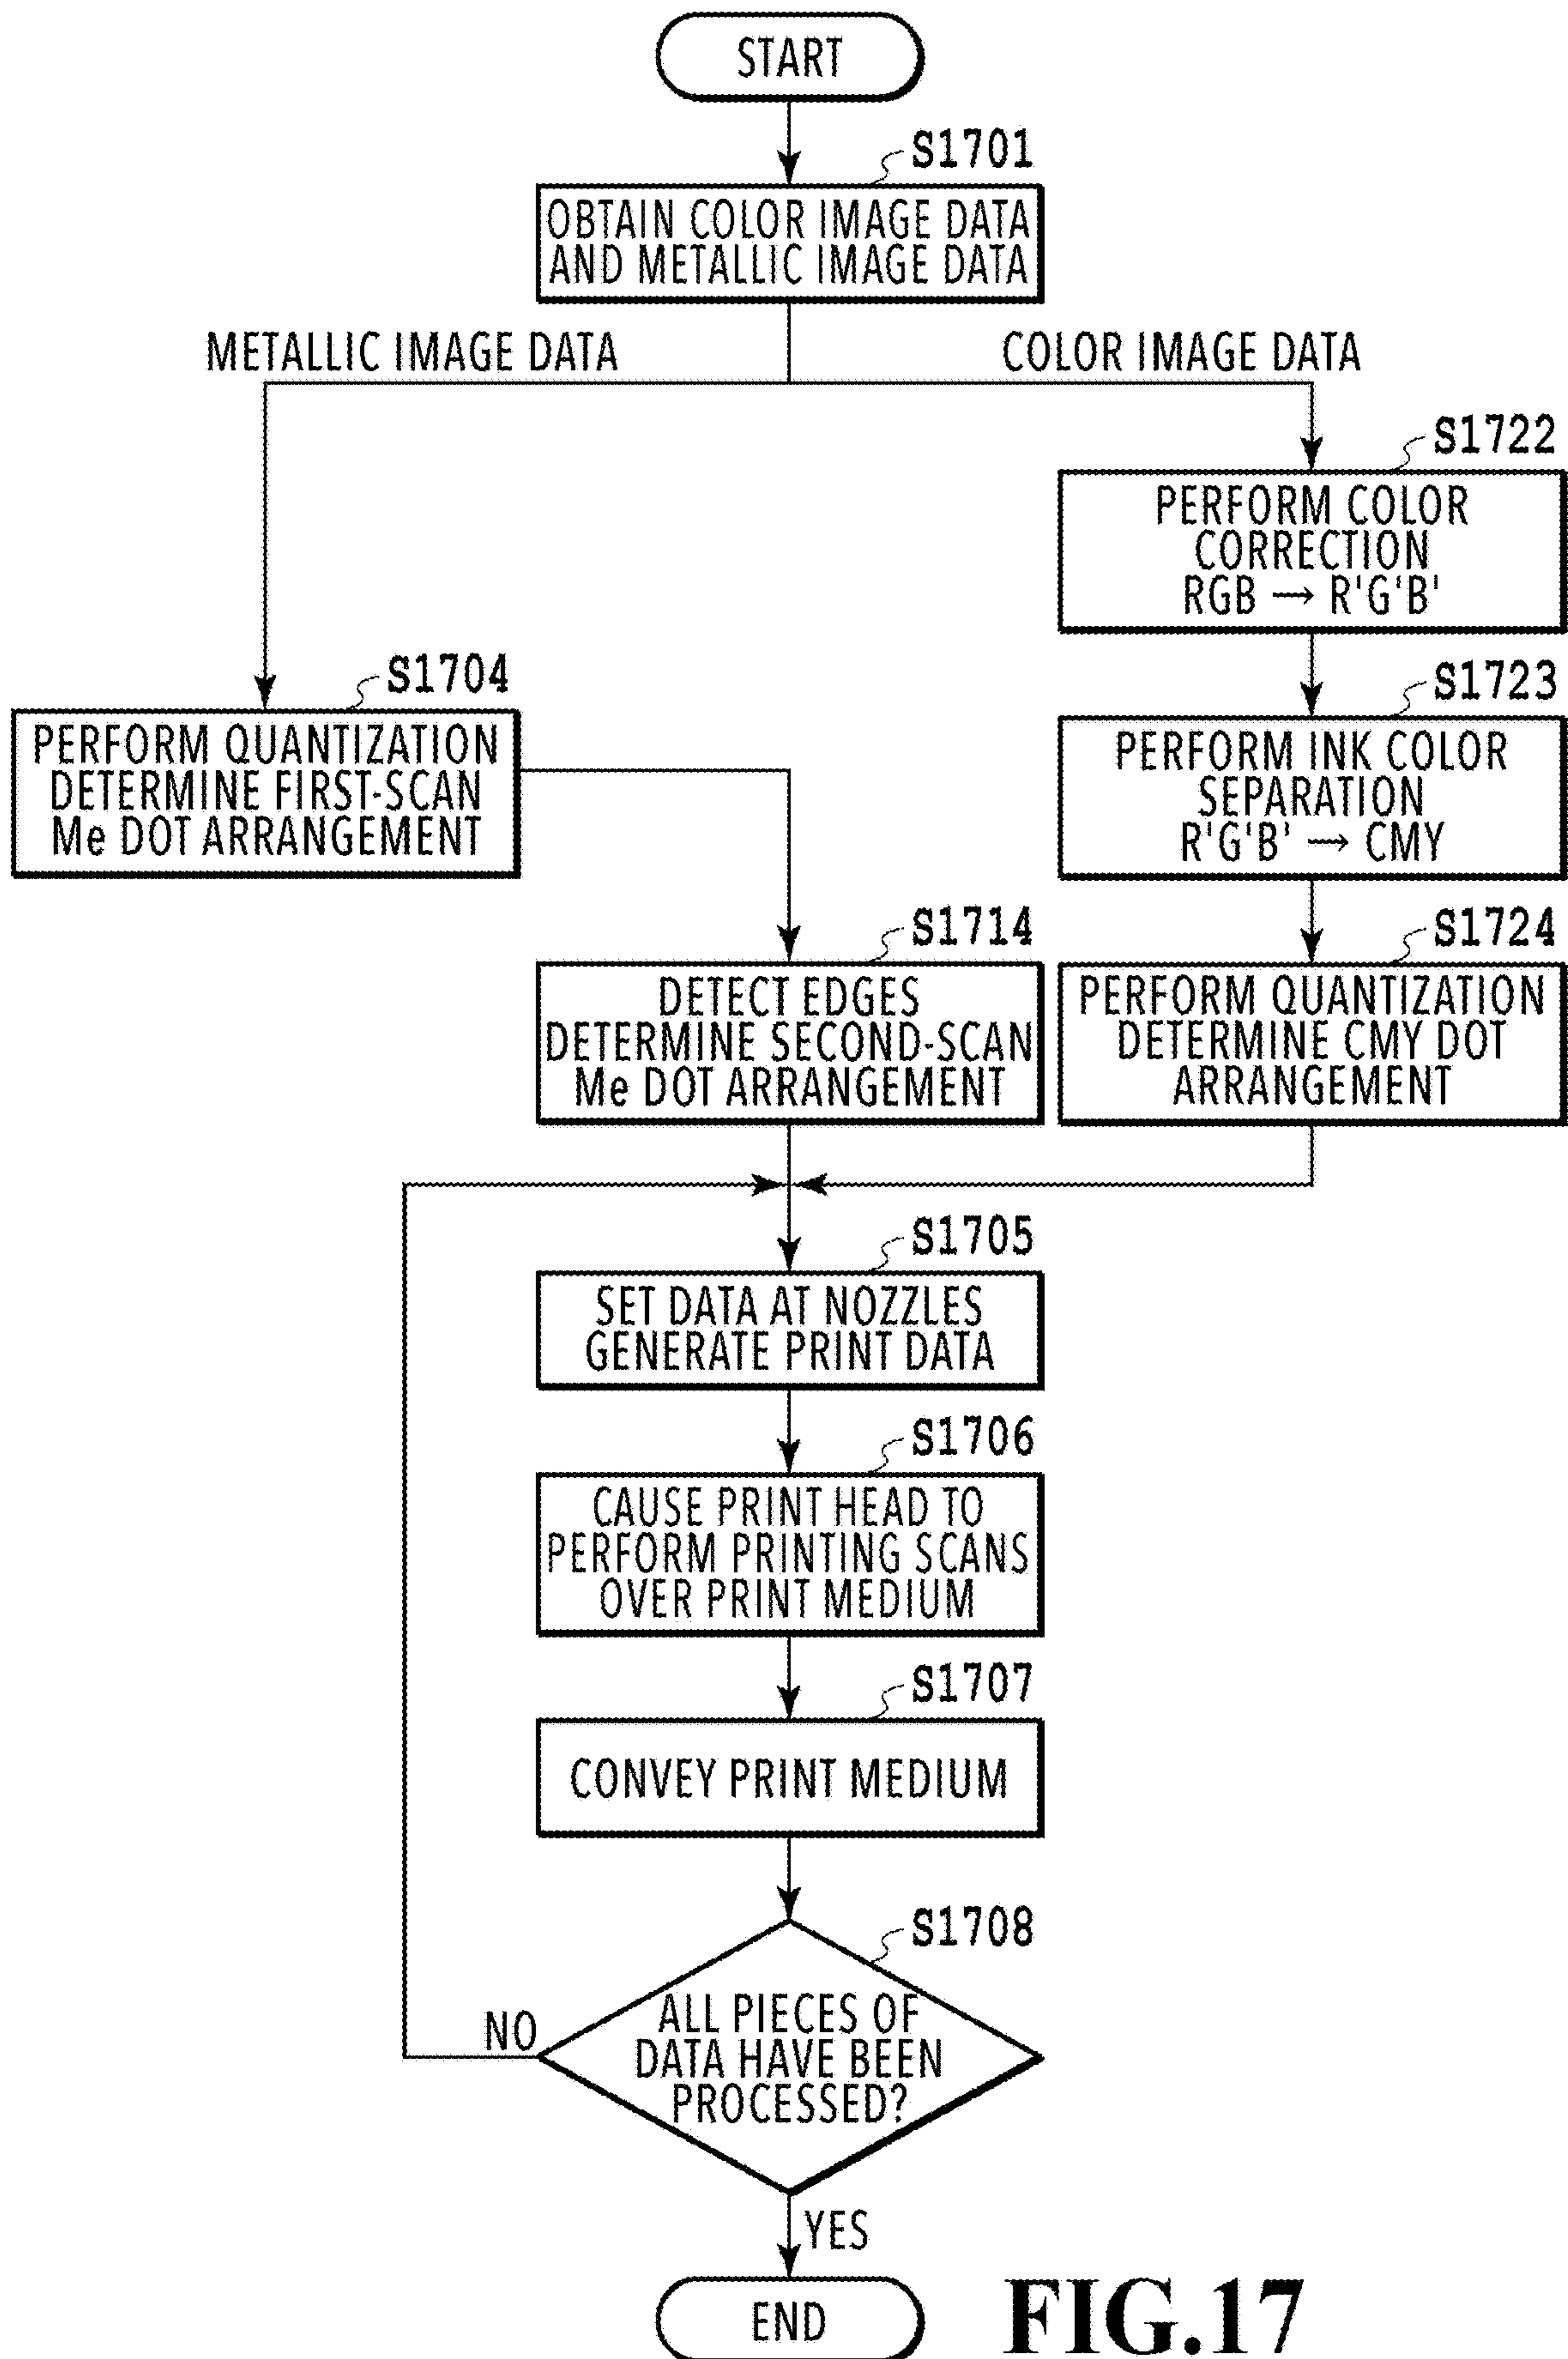 START
S1701
OBTAIN COLOR IMAGE DATA
AND METALLIC IMAGE DATA
METALLIC IMAGE DATA
COLOR IMAGE DATA
S1722
PERFORM COLOR
CORRECTION
RGB → R'G'B'
S1704
PERFORM QUANTIZATION
DETERMINE FIRST-SCAN
Me DOT ARRANGEMENT
S1723
PERFORM INK COLOR
SEPARATION
R'G'B' → CMY
S1714
DETECT EDGES
DETERMINE SECOND-SCAN
Me DOT ARRANGEMENT
S1724
PERFORM QUANTIZATION
DETERMINE CMY DOT
ARRANGEMENT
S1705
SET DATA AT NOZZLES
GENERATE PRINT DATA
S1706
CAUSE PRINT HEAD TO
PERFORM PRINTING SCANS
OVER PRINT MEDIUM
S1707
CONVEY PRINT MEDIUM
S1708
ALL PIECES OF
DATA HAVE BEEN
PROCESSED?
NO
YES
END
FIG.17